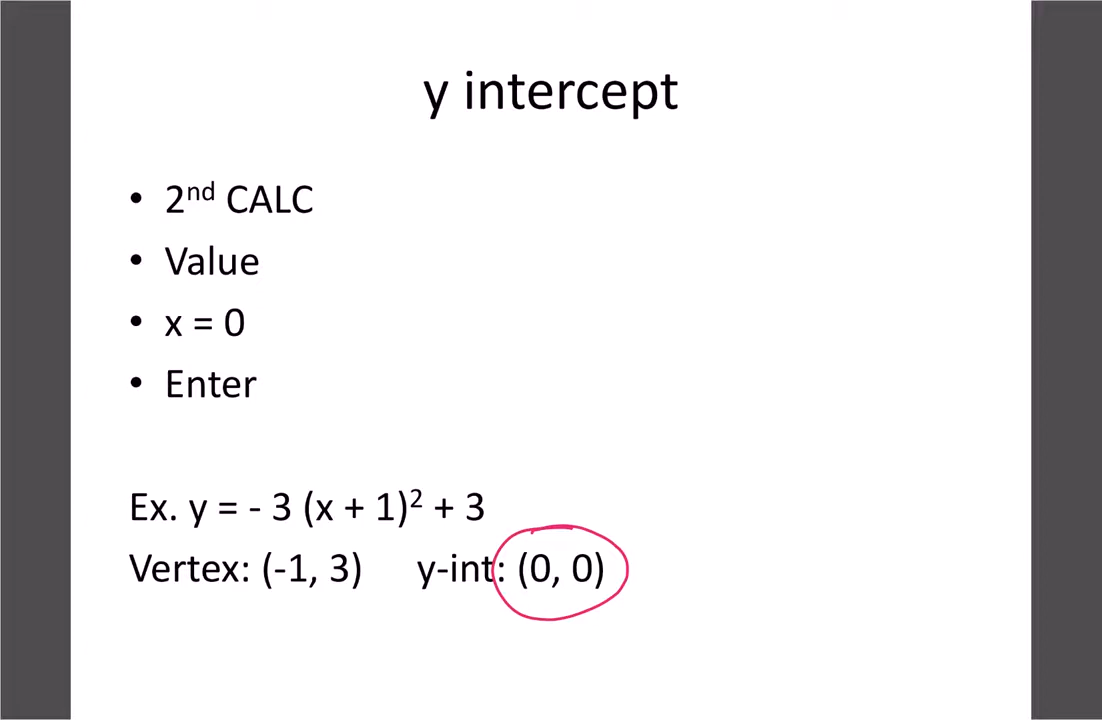 y intercept
• 2nd CALC
• Value
• x = 0
• Enter
Ex. y = - 3 (x + 1)² + 3
Vertex: (-1, 3) y-int: (0, 0)